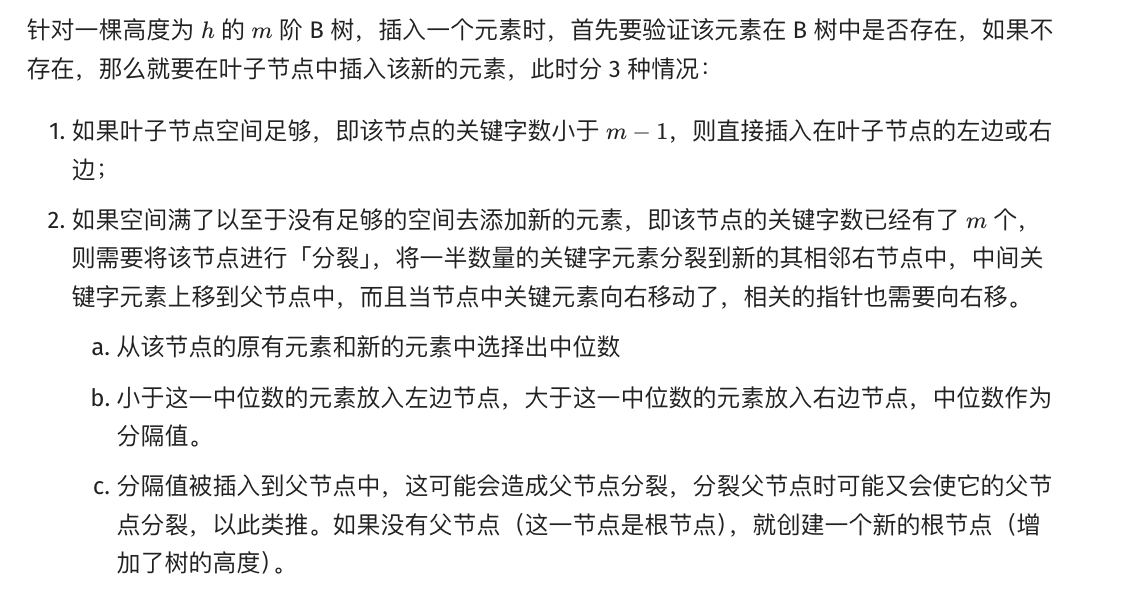 针对一棵高度为 h 的 m 阶 B 树，插入一个元素时，首先要验证该元素在 B 树中是否存在，如果不
存在，那么就要在叶子节点中插入该新的元素，此时分 3 种情况：
1. 如果叶子节点空间足够，即该节点的关键字数小于 m − 1，则直接插入在叶子节点的左边或右
边；
2. 如果空间满了以至于没有足够的空间去添加新的元素，即该节点的关键字数已经有了 m 个，
则需要将该节点进行「分裂」，将一半数量的关键字元素分裂到新的其相邻右节点中，中间关
键字元素上移到父节点中，而且当节点中关键元素向右移动了，相关的指针也需要向右移。
a. 从该节点的原有元素和新的元素中选择出中位数
b. 小于这一中位数的元素放入左边节点，大于这一中位数的元素放入右边节点，中位数作为
分隔值。
c. 分隔值被插入到父节点中，这可能会造成父节点分裂，分裂父节点时可能又会使它的父节
点分裂，以此类推。如果没有父节点（这一节点是根节点），就创建一个新的根节点（增
加了树的高度）。